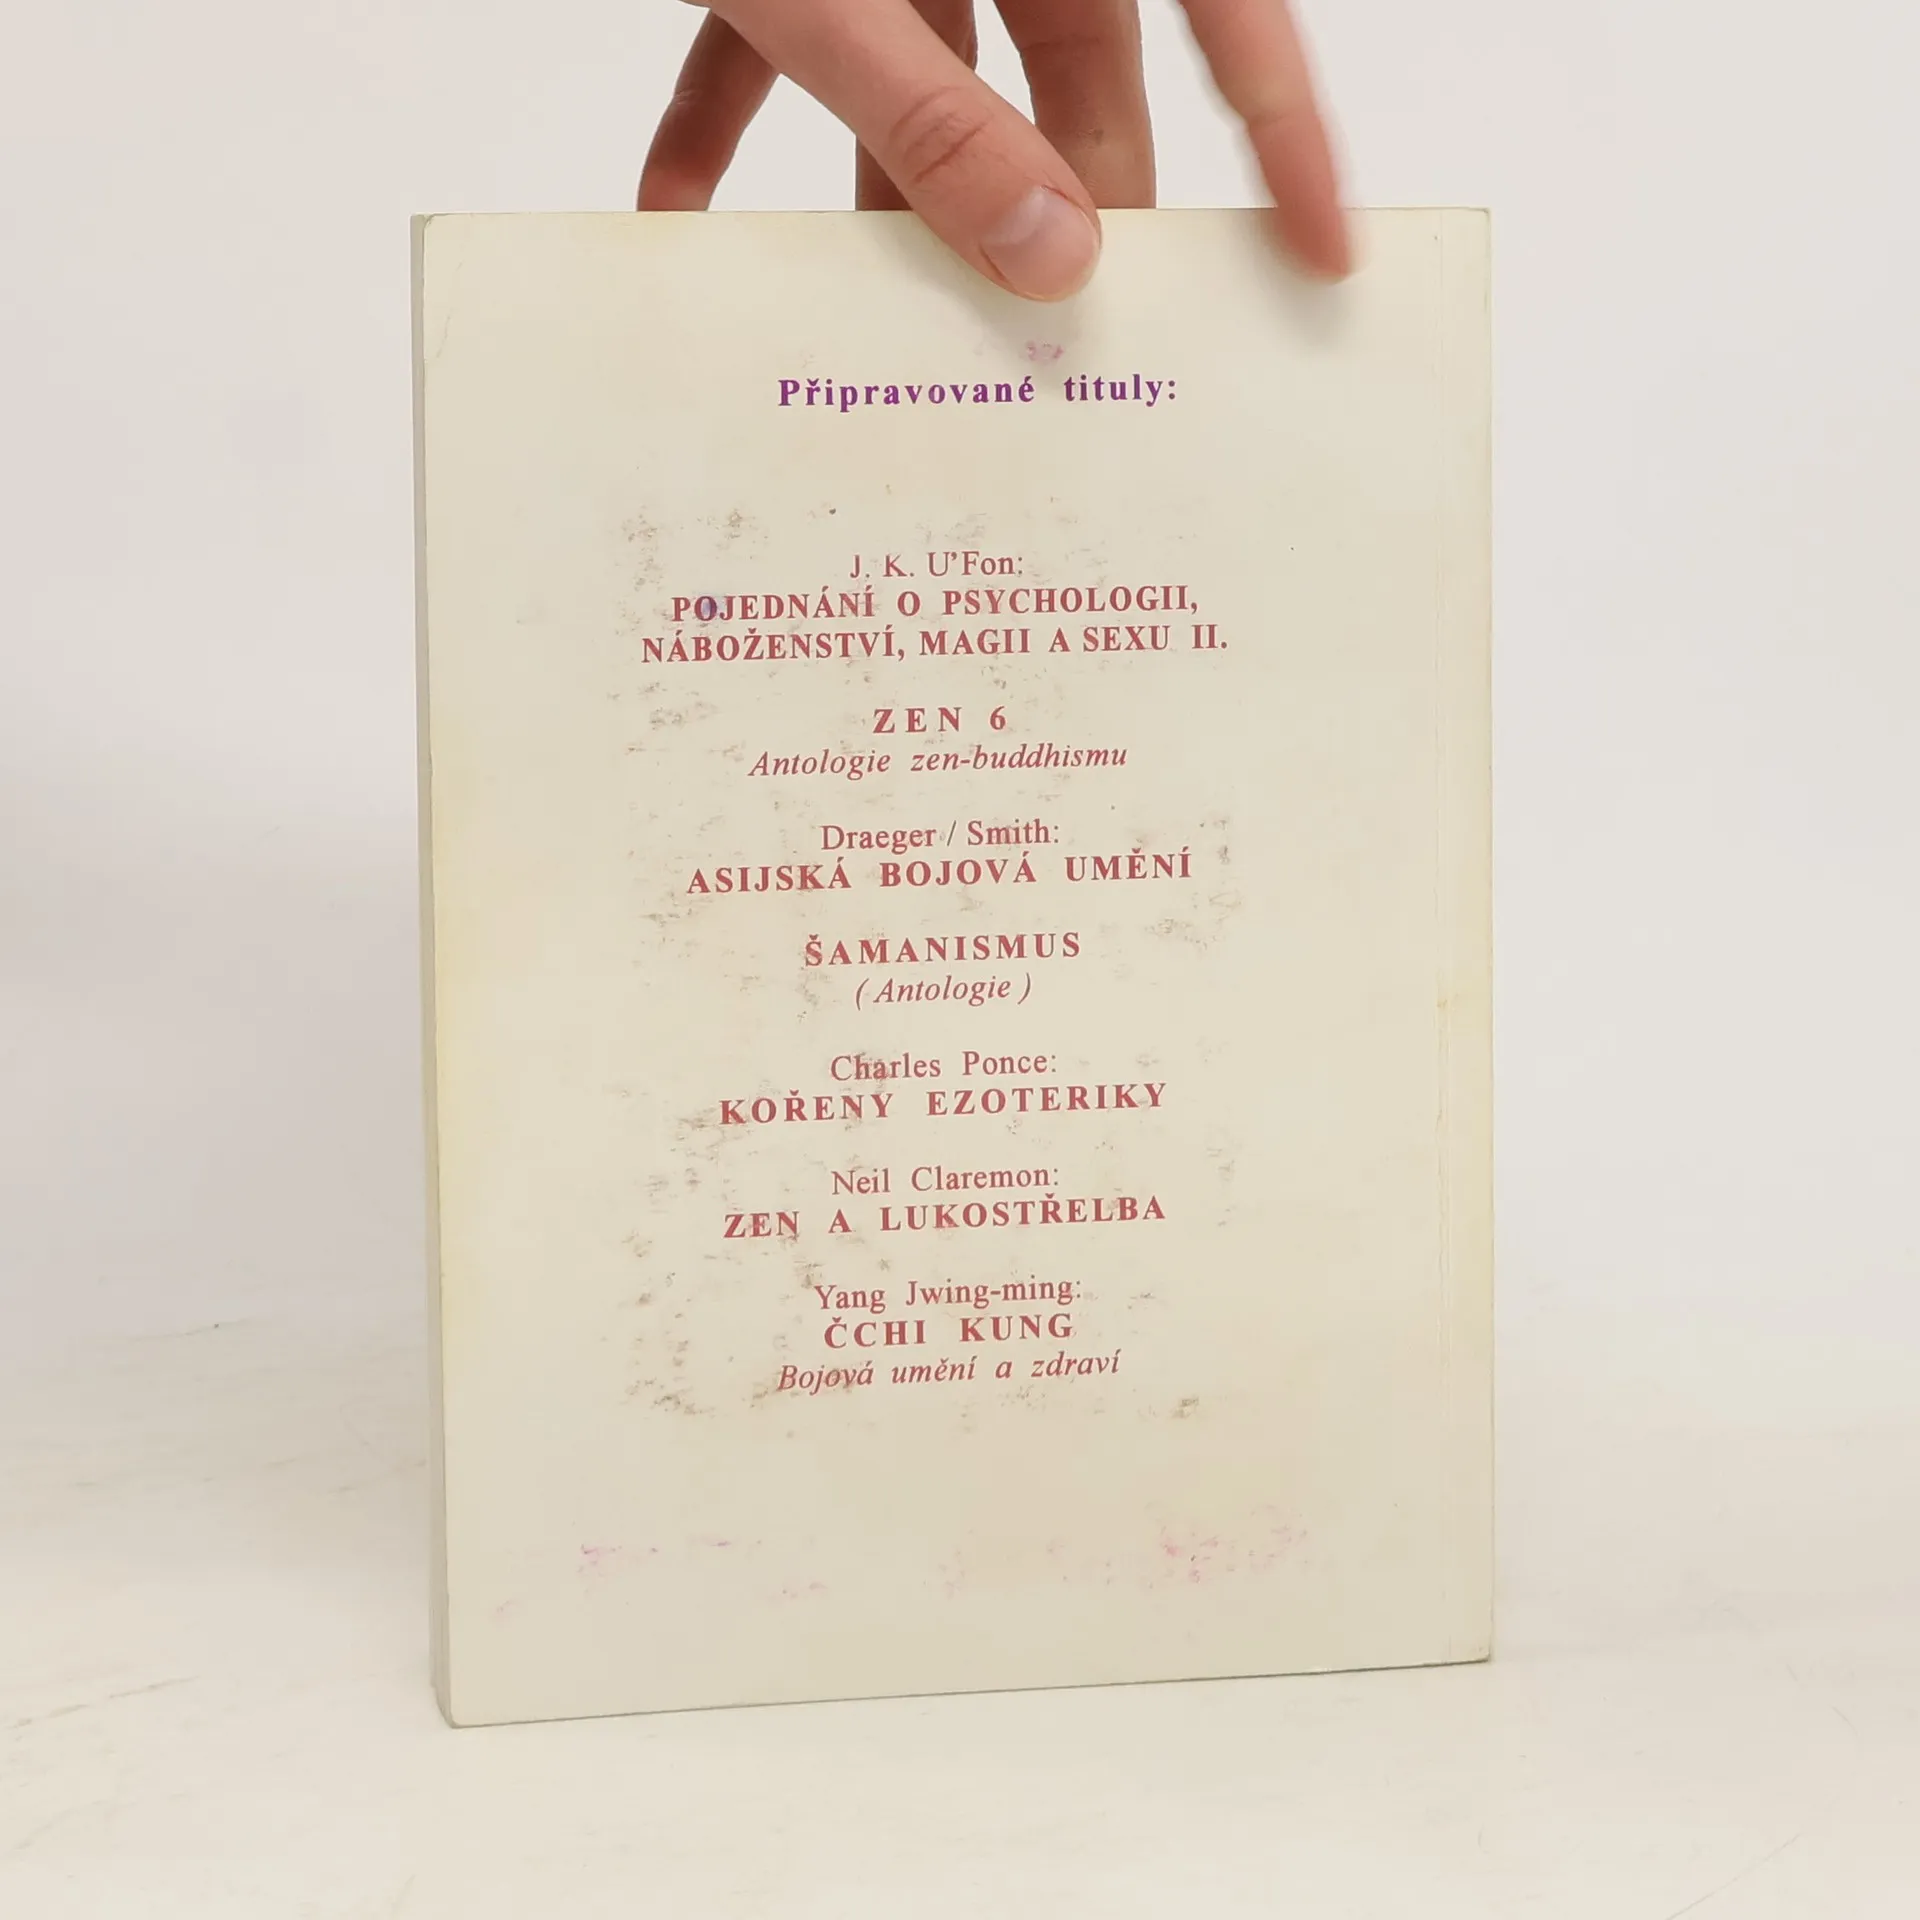 Připravované tituly:
J. K. U’Fon:
POJEDNÁNÍ O PSYCHOLOGII,
NÁBOŽENSTVÍ, MAGII A SEXU II.
ZEN 6
Antologie zen-buddhismu
Draeger / Smith:
ASIJSKÁ BOJOVÁ UMĚNÍ
ŠAMANISMUS
( Antologie )
Charles Ponce:
KOŘENY EZOTERIKY
Neil Claremon:
ZEN A LUKOSTŘELBA
Yang Jwing-ming:
ČCHI KUNG
Bojová umění a zdraví